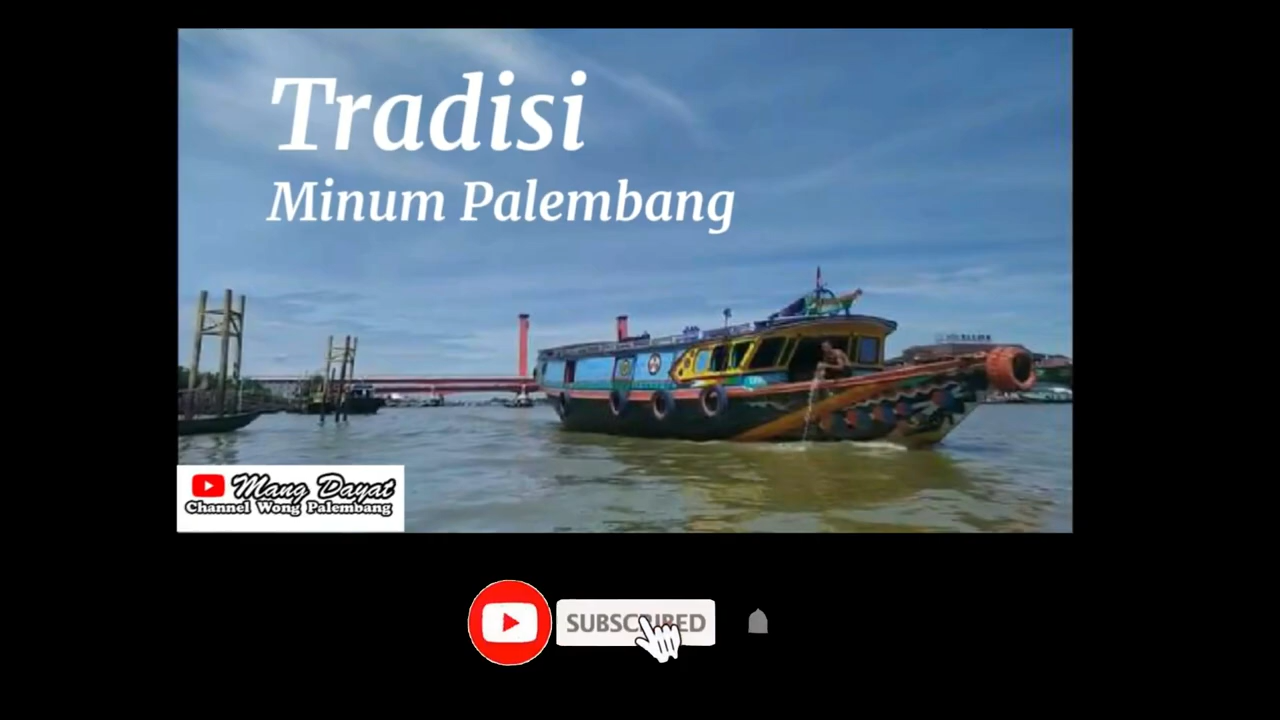 Tradisi
Minum Palembang
Mang Dayat
Channel Wong Palembang
SUBSCRIBED